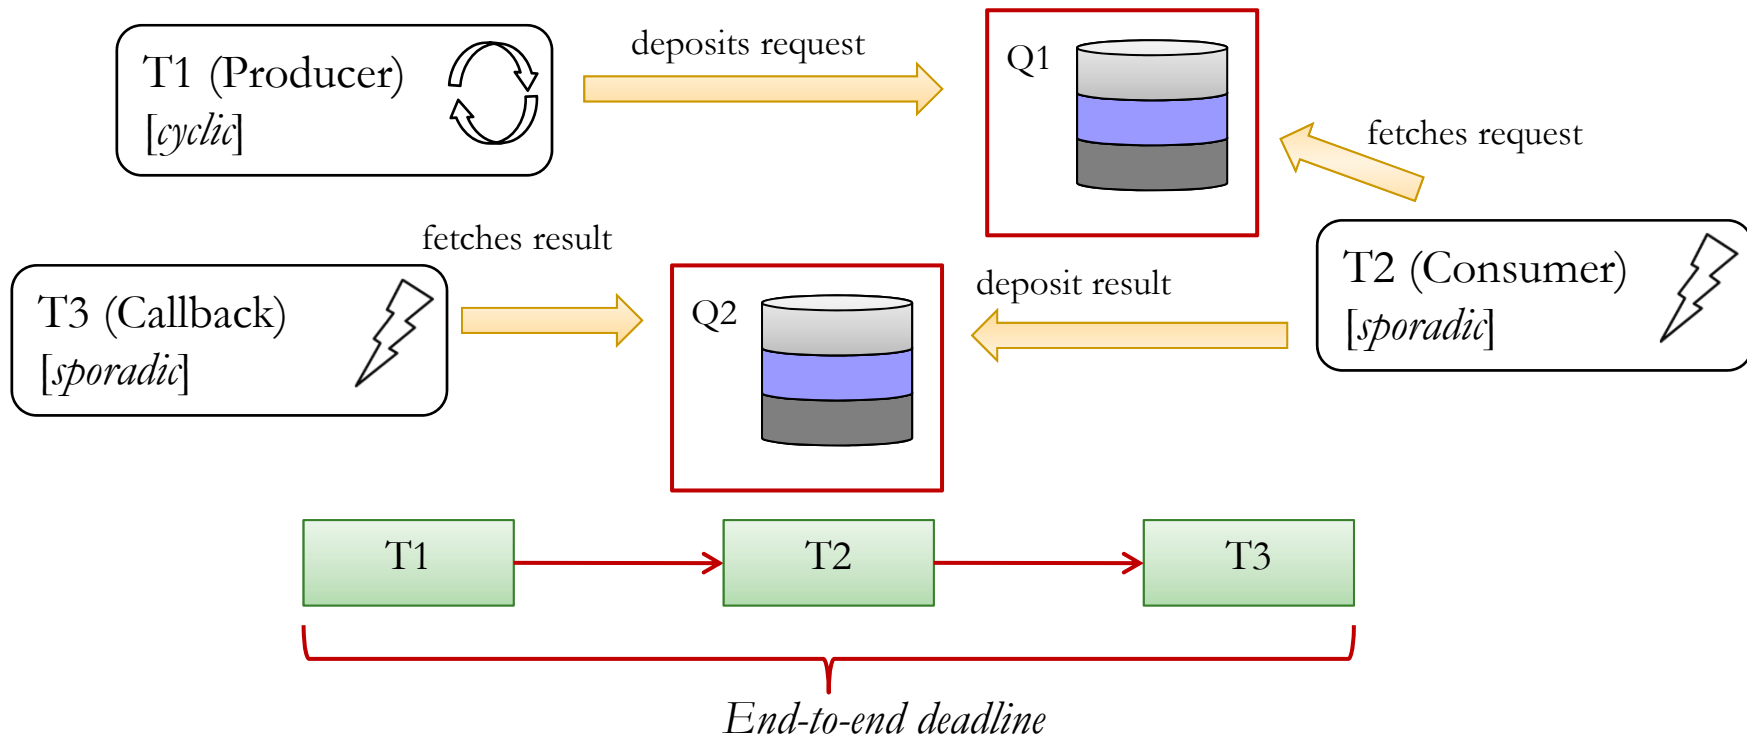 T1 (Producer)
[cyclic]
deposits request
Q1
fetches request
fetches result
T3 (Callback)
[sporadic]
Q2
deposit result
T2 (Consumer)
[sporadic]
T1
T2
T3
End-to-end deadline